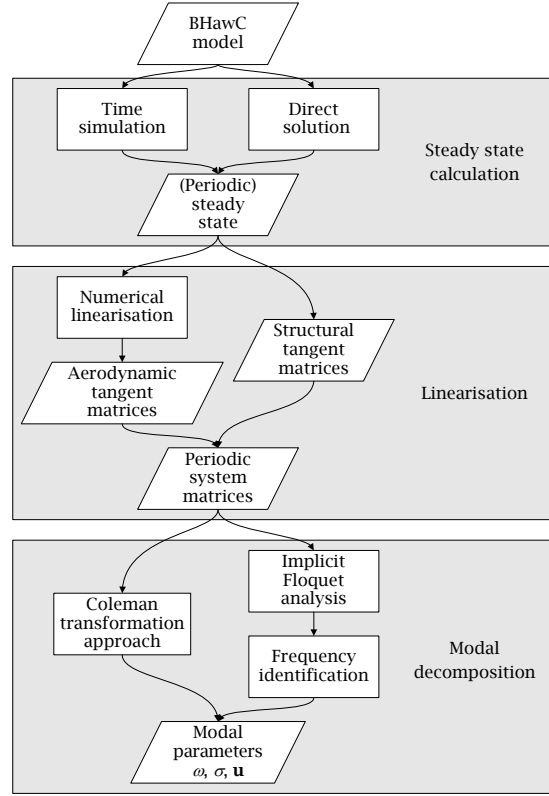 BHawC
model
Time
simulation
Direct
solution
Steady state
calculation
(Periodic)
steady
state
Numerical
linearisation
Structural
tangent
matrices
Aerodynamic
tangent
matrices
Linearisation
Periodic
system
matrices
Implicit
Floquet
analysis
Coleman
transformation
approach
Frequency
identification
Modal
decomposition
Modal
parameters
ω, σ, u